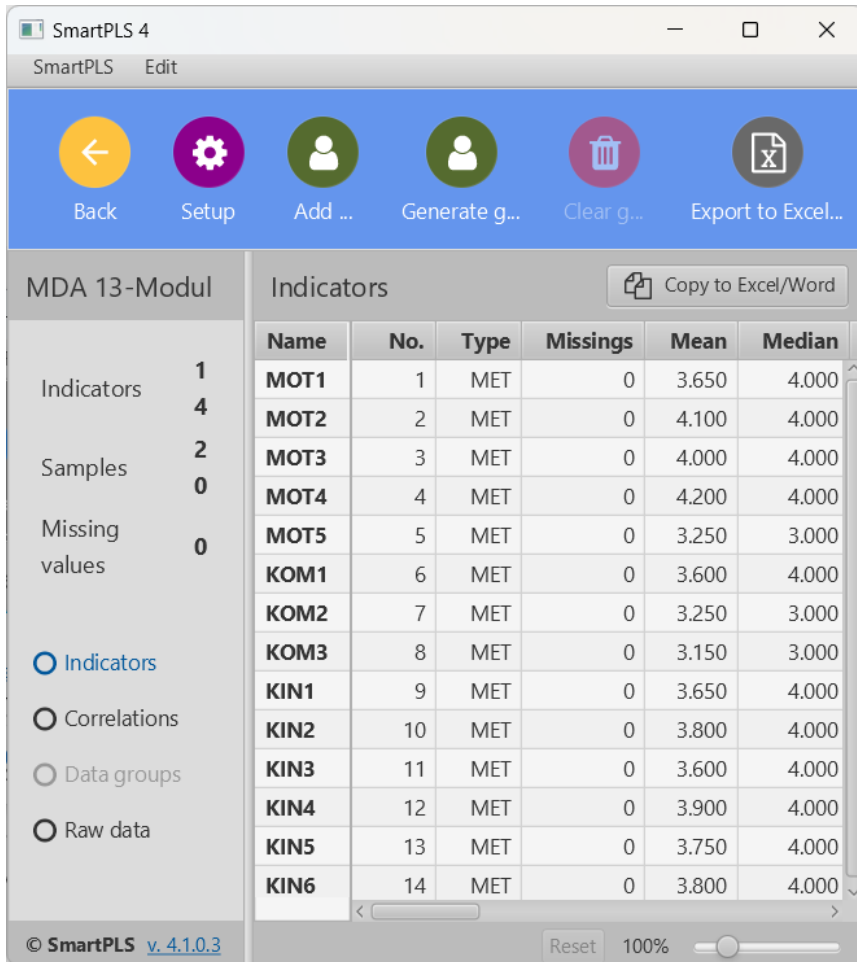 SmartPLS 4
SmartPLS Edit
Back Setup Add ... Generate g... Clear g... Export to Excel...
MDA 13-Modul
Indicators 1
4
Samples 2
0
Missing
values 0
Indicators
Correlations
Data groups
Raw data
© SmartPLS v. 4.1.0.3
Indicators Copy to Excel/Word
Name No. Type Missings Mean Median
MOT1 1 MET 0 3.650 4.000
MOT2 2 MET 0 4.100 4.000
MOT3 3 MET 0 4.000 4.000
MOT4 4 MET 0 4.200 4.000
MOT5 5 MET 0 3.250 3.000
KOM1 6 MET 0 3.600 4.000
KOM2 7 MET 0 3.250 3.000
KOM3 8 MET 0 3.150 3.000
KIN1 9 MET 0 3.650 4.000
KIN2 10 MET 0 3.800 4.000
KIN3 11 MET 0 3.600 4.000
KIN4 12 MET 0 3.900 4.000
KIN5 13 MET 0 3.750 4.000
KIN6 14 MET 0 3.800 4.000
Reset 100%